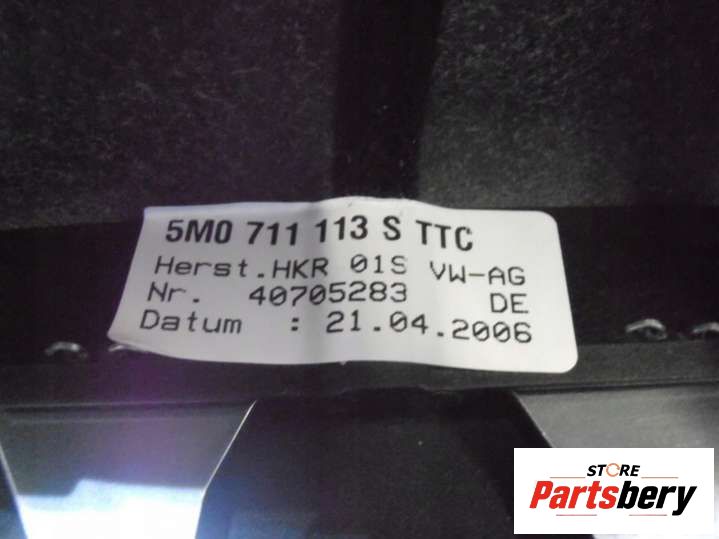 5M0 711 113 S TTC
Herst.HKR 01S VW-AG
Nr. 40705283 DE
Datum : 21.04.2006
STORE
Partsbery